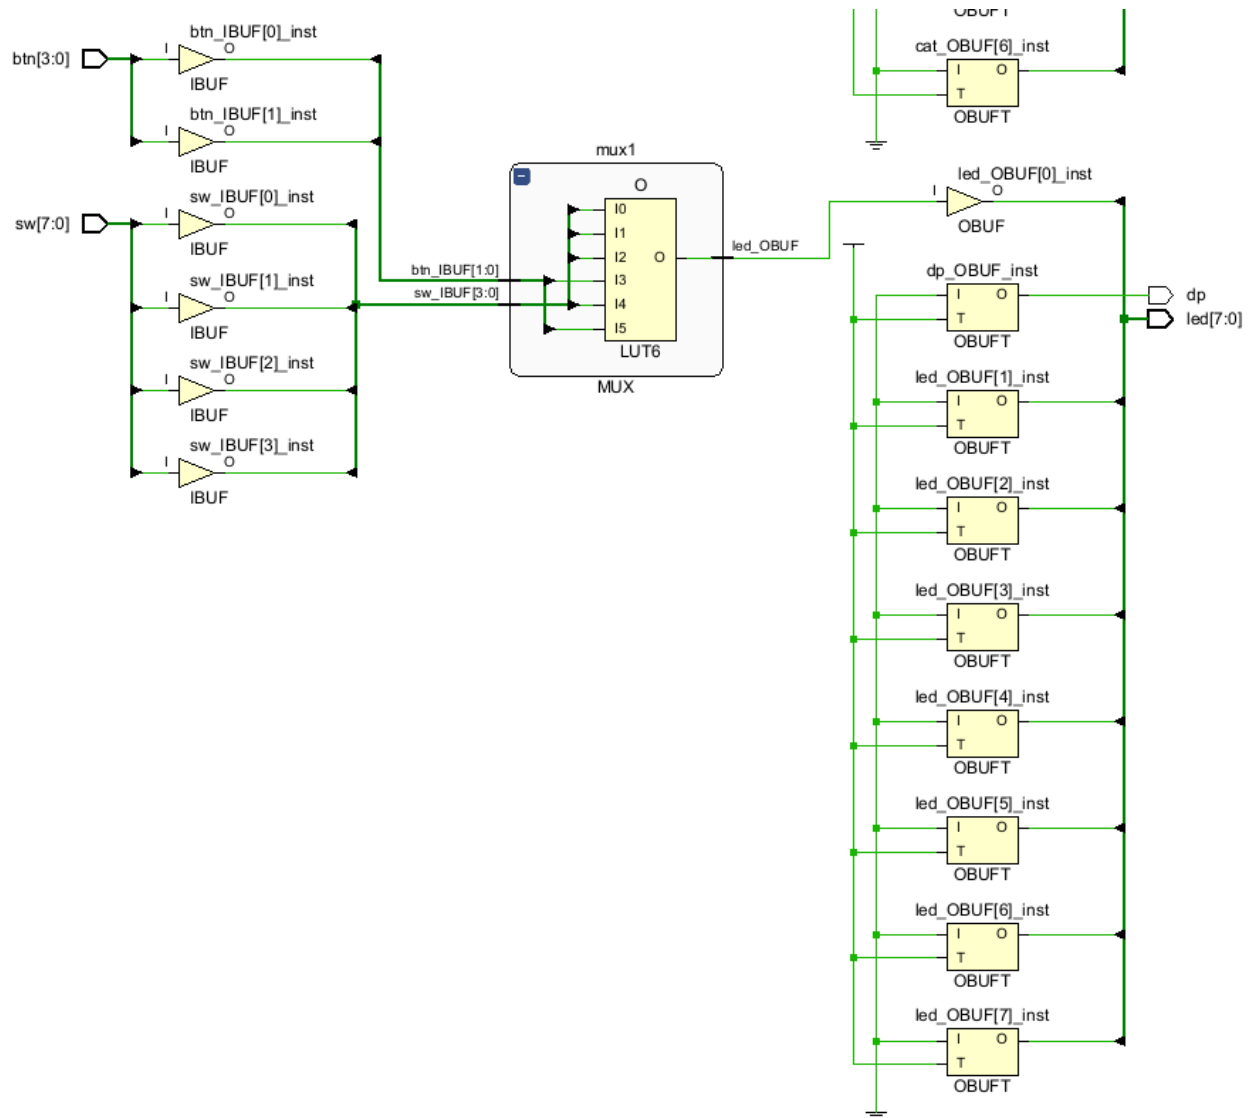 btn[3:0]
I
btn_IBUF[0]_inst
O
IBUF
I
btn_IBUF[1]_inst
O
IBUF
sw[7:0]
I
sw_IBUF[0]_inst
O
IBUF
I
sw_IBUF[1]_inst
O
IBUF
I
sw_IBUF[2]_inst
O
IBUF
I
sw_IBUF[3]_inst
O
IBUF
btn_IBUF[1:0]
sw_IBUF[3:0]
mux1
O
I0
I1
I2
I3
I4
I5
O
LUT6
MUX
led_OBUF
OBUFT
cat_OBUF[6]_inst
I O
T
OBUFT
led_OBUF[0]_inst
I
O
OBUF
dp_OBUF_inst
I O
T
OBUFT
dp
led[7:0]
led_OBUF[1]_inst
I O
T
OBUFT
led_OBUF[2]_inst
I O
T
OBUFT
led_OBUF[3]_inst
I O
T
OBUFT
led_OBUF[4]_inst
I O
T
OBUFT
led_OBUF[5]_inst
I O
T
OBUFT
led_OBUF[6]_inst
I O
T
OBUFT
led_OBUF[7]_inst
I O
T
OBUFT